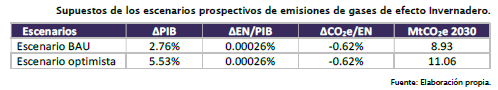 Supuestos de los escenarios prospectivos de emisiones de gases de efecto Invernadero.
Escenarios ΔPIB ΔEN/PIB ΔCO₂e/EN MtCO₂e 2030
Escenario BAU 2.76% 0.00026% -0.62% 8.93
Escenario optimista 5.53% 0.00026% -0.62% 11.06
Fuente: Elaboración propia.